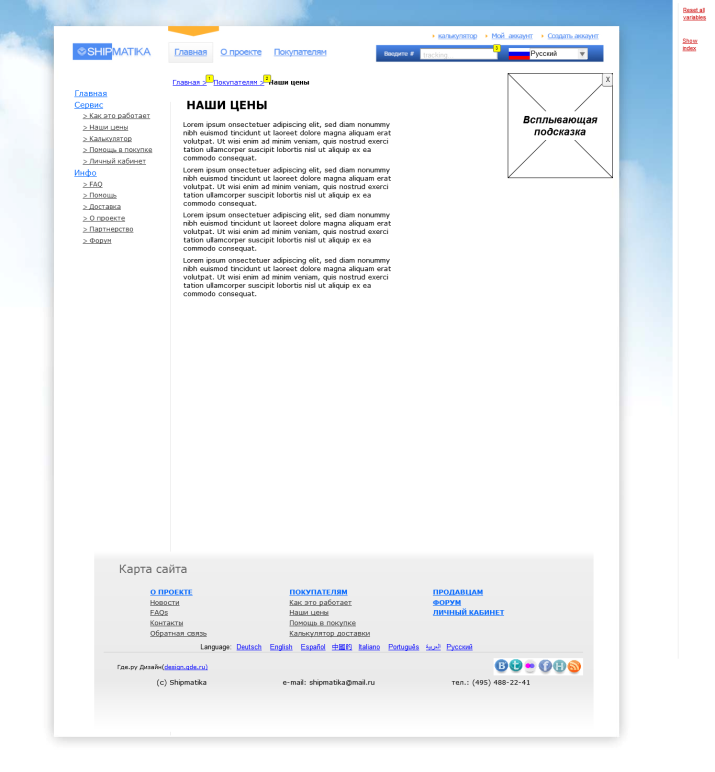 Reset all
variables
Show
index
калькулятор
Мой аккаунт
Создать аккаунт
SHIPMATIKA
Главная
О проекте
Покупателям
Вводите #
tracking
3
Русский
Главная >
1
Покупателям >
2
Наши цены
X
Всплывающая
подсказка
Главная
Сервис
> Как это работает
> Наши цены
> Калькулятор
> Помощь в покупке
> Личный кабинет
Инфо
> FAQ
> Помощь
> Доставка
> О проекте
> Партнерство
> Форум
НАШИ ЦЕНЫ
Lorem ipsum onsectetuer adipiscing elit, sed diam nonummy
nibh euismod tincidunt ut laoreet dolore magna aliquam erat
volutpat. Ut wisi enim ad minim veniam, quis nostrud exerci
tation ullamcorper suscipit lobortis nisl ut aliquip ex ea
commodo consequat.
Lorem ipsum onsectetuer adipiscing elit, sed diam nonummy
nibh euismod tincidunt ut laoreet dolore magna aliquam erat
volutpat. Ut wisi enim ad minim veniam, quis nostrud exerci
tation ullamcorper suscipit lobortis nisl ut aliquip ex ea
commodo consequat.
Lorem ipsum onsectetuer adipiscing elit, sed diam nonummy
nibh euismod tincidunt ut laoreet dolore magna aliquam erat
volutpat. Ut wisi enim ad minim veniam, quis nostrud exerci
tation ullamcorper suscipit lobortis nisl ut aliquip ex ea
commodo consequat.
Lorem ipsum onsectetuer adipiscing elit, sed diam nonummy
nibh euismod tincidunt ut laoreet dolore magna aliquam erat
volutpat. Ut wisi enim ad minim veniam, quis nostrud exerci
tation ullamcorper suscipit lobortis nisl ut aliquip ex ea
commodo consequat.
Карта сайта
О ПРОЕКТЕ
Новости
FAQs
Контакты
Обратная связь
ПОКУПАТЕЛЯМ
Как это работает
Наши цены
Помощь в покупке
Калькулятор доставки
ПРОДАВЦАМ
ФОРУМ
ЛИЧНЫЙ КАБИНЕТ
Language: Deutsch English Español 中國的 Italiano Português العربية Русский
Где.ру Дизайн(design.gde.ru)
(c) Shipmatika
e-mail: shipmatika@mail.ru
тел.: (495) 488-22-41